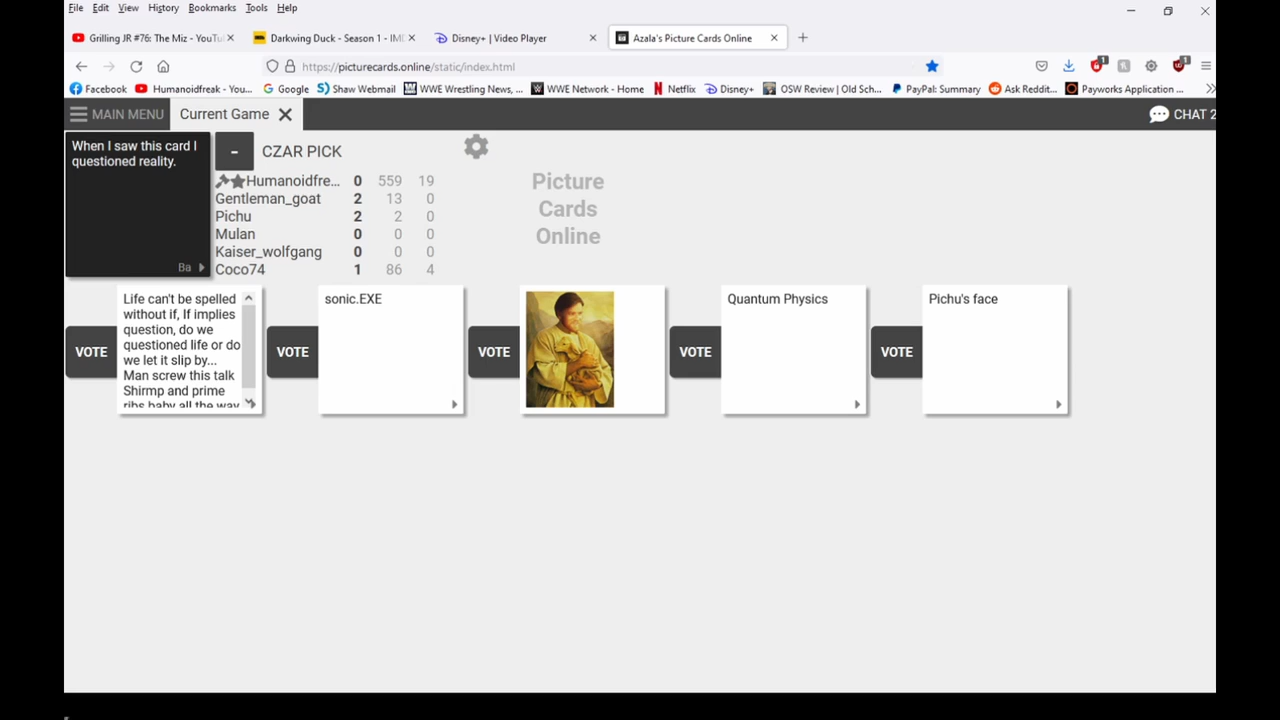 File Edit View History Bookmarks Tools Help
Grilling JR #76: The Miz - YouTu
Darkwing Duck - Season 1 - IM
Disney+ | Video Player
Azala's Picture Cards Online
https://picturecards.online/static/index.html
Facebook
Humanoidfreak - You...
Google
Shaw Webmail
WWE Wrestling News, ...
WWE Network - Home
Netflix
Disney+
OSW Review | Old Sch...
PayPal: Summary
Ask Reddit...
Payworks Application ...
MAIN MENU
Current Game
CHAT 2
When I saw this card I
questioned reality.
Ba
- CZAR PICK
Humanoidfre... 0 559 19
Gentleman_goat 2 13 0
Pichu 2 2 0
Mulan 0 0 0
Kaiser_wolfgang 0 0 0
Coco74 1 86 4
Picture
Cards
Online
VOTE
Life can't be spelled
without if, If implies
question, do we
questioned life or do
we let it slip by...
Man screw this talk
Shirmp and prime
ribs baby all the way
VOTE
sonic.EXE
VOTE
VOTE
Quantum Physics
VOTE
Pichu's face